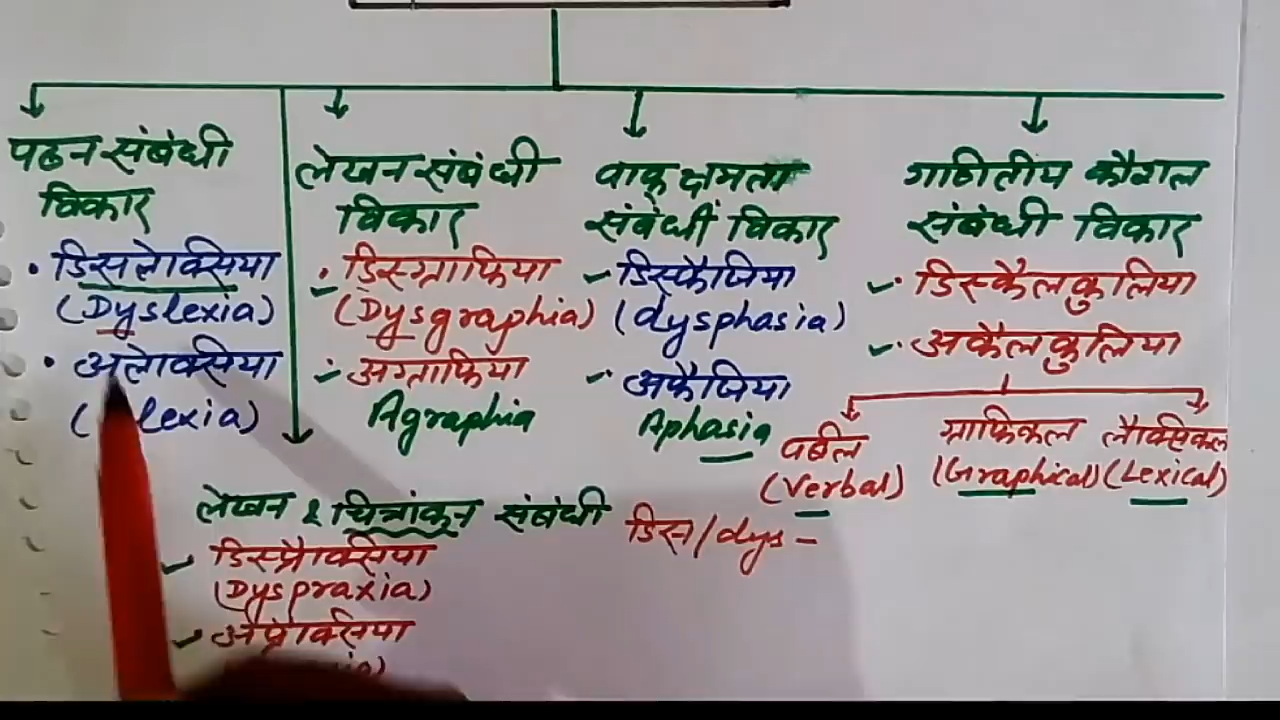 पठन संबंधी
विकार
• डिसलेक्सिया
(Dyslexia)
• अलेक्सिया
लेखन संबंधी
विकार
• डिस्ग्राफिया
(Dysgraphia)
• अग्राफिया
Agraphia
वाक् क्षमता
संबंधी विकार
डिस्फैजिया
(dysphasia)
अफैजिया
Aphasia
गणितीय कौशल
संबंधी विकार
• डिस्कैलकुलिया
• अकैलकुलिया
वर्बल
(Verbal)
ग्राफिकल
(Graphical)
लैक्सिकल
(Lexical)
लेखन & चित्रांकन संबंधी
डिस्प्रैक्सिया
(Dyspraxia)
अप्रैक्सिया
डिस/dys -